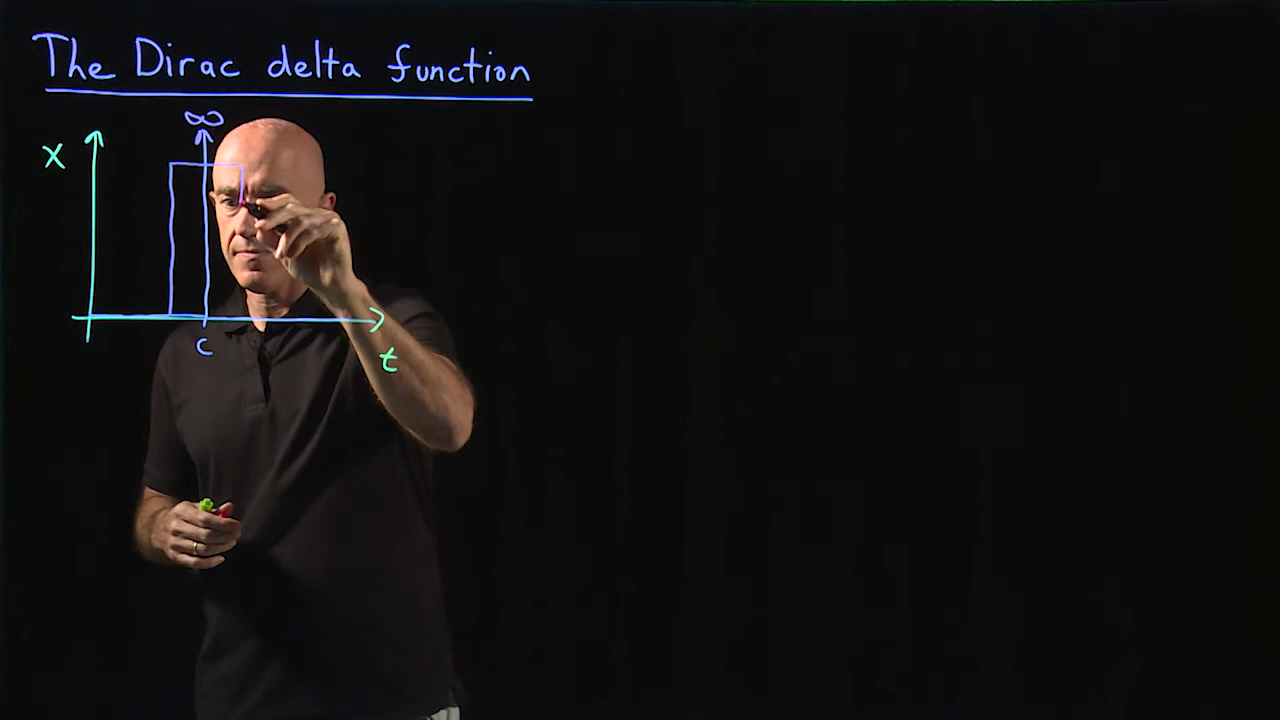 The Dirac delta function
∞
x
c
t